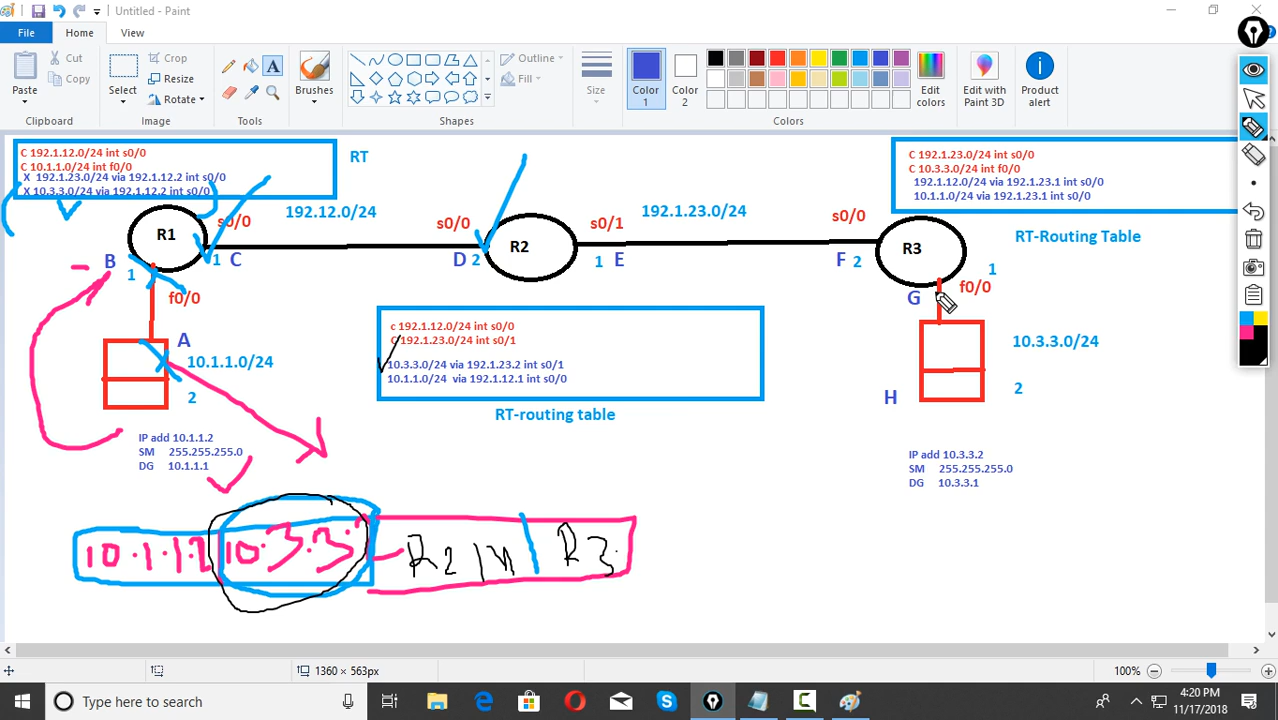 Untitled - Paint
File
Home
View
Paste
Cut
Copy
Clipboard
Select
Crop
Resize
Rotate
Image
Tools
Brushes
Shapes
Outline
Fill
Size
Color 1
Color 2
Colors
Edit colors
Edit with Paint 3D
Product alert
C 192.1.12.0/24 int s0/0
C 10.1.1.0/24 int f0/0
X 192.1.23.0/24 via 192.1.12.2 int s0/0
X 10.3.3.0/24 via 192.1.12.2 int s0/0
RT
C 192.1.23.0/24 int s0/0
C 10.3.3.0/24 int f0/0
192.1.12.0/24 via 192.1.23.1 int s0/0
10.1.1.0/24 via 192.1.23.1 int s0/0
RT-Routing Table
R1
s0/0
192.12.0/24
s0/0
R2
s0/1
192.1.23.0/24
s0/0
R3
B
1
1
C
D
2
1
E
F
2
1
f0/0
G
f0/0
A
10.1.1.0/24
2
c 192.1.12.0/24 int s0/0
C 192.1.23.0/24 int s0/1
10.3.3.0/24 via 192.1.23.2 int s0/1
10.1.1.0/24 via 192.1.12.1 int s0/0
RT-routing table
10.3.3.0/24
H
2
IP add 10.1.1.2
SM 255.255.255.0
DG 10.1.1.1
IP add 10.3.3.2
SM 255.255.255.0
DG 10.3.3.1
10.1.1.2 10.3.3.2 R2 R3
1360 × 563px
100%
Type here to search
4:20 PM
11/17/2018